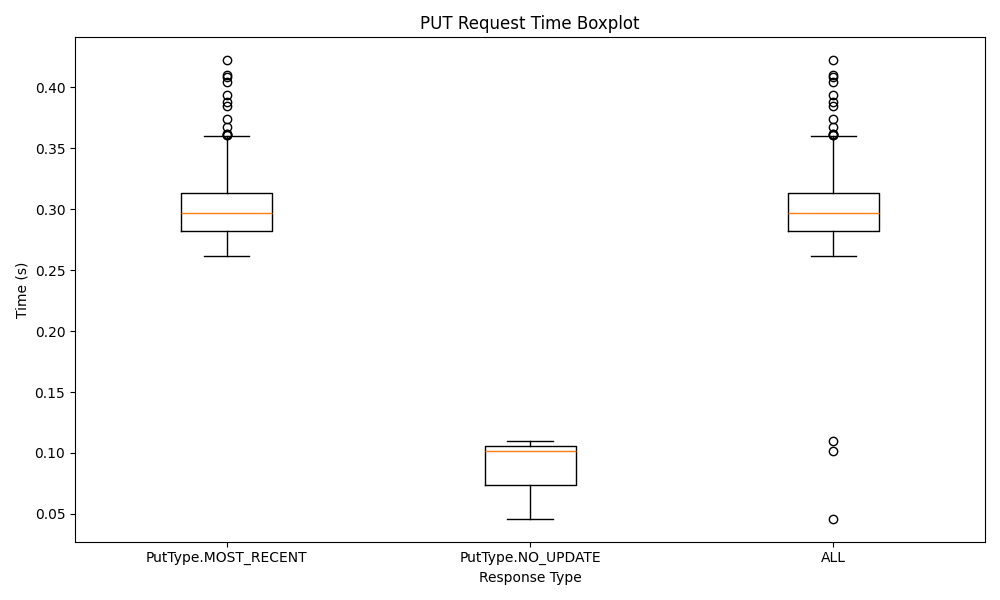 PUT Request Time Boxplot
0.40
0.35
0.30
0.25
0.20
0.15
0.10
0.05
Time (s)
PutType.MOST_RECENT
PutType.NO_UPDATE
ALL
Response Type